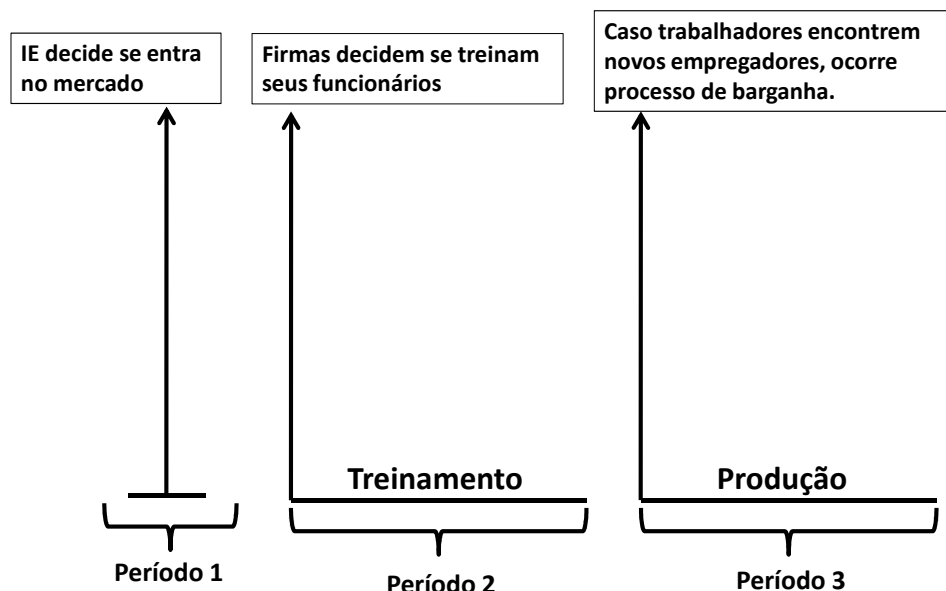 IE decide se entra
no mercado
Firmas decidem se treinam
seus funcionários
Caso trabalhadores encontrem
novos empregadores, ocorre
processo de barganha.
Treinamento
Produção
Período 1
Período 2
Período 3